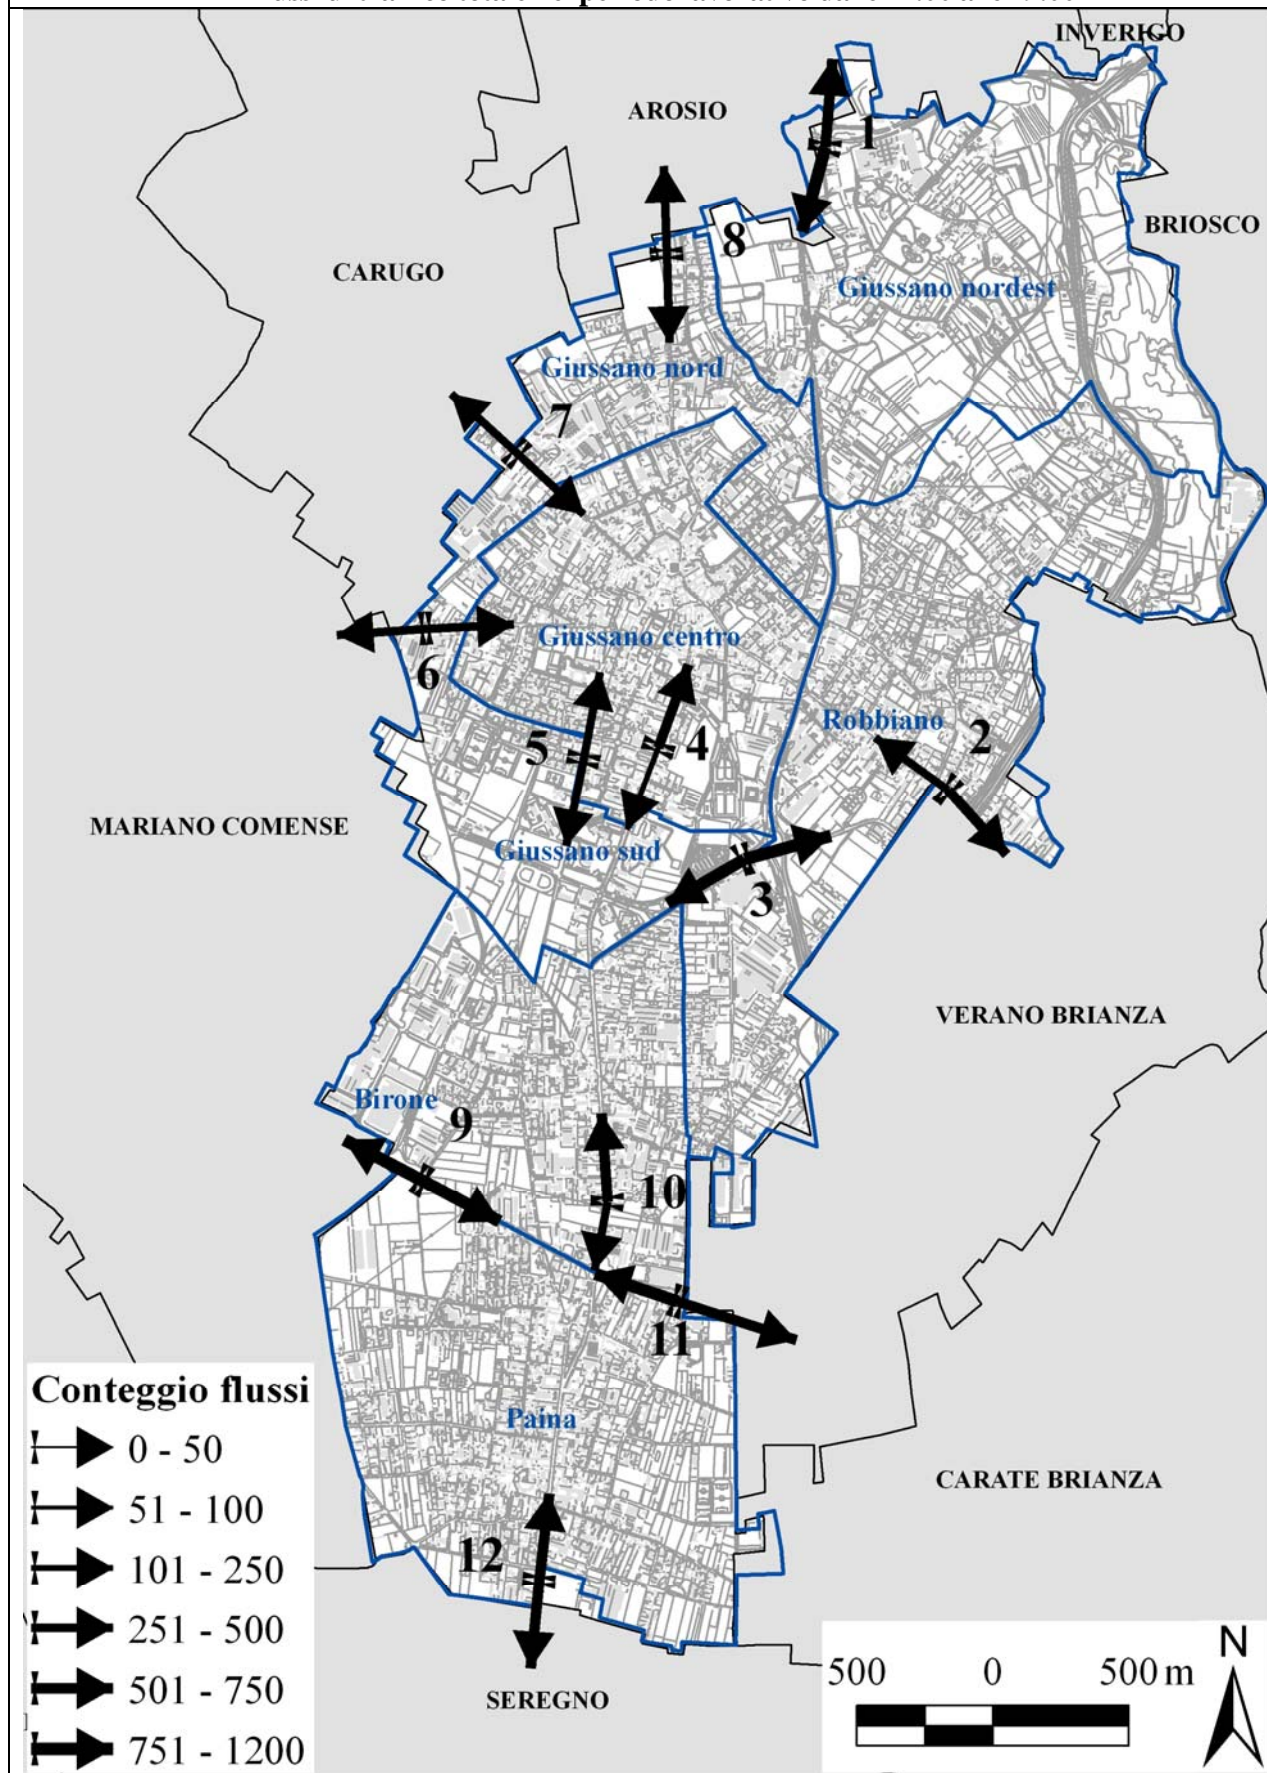 INVERIGO
AROSIO
1
BRIOSCO
8
CARUGO
Giussano nordest
Giussano nord
7
Giussano centro
6
Robbiano
2
5
4
MARIANO COMENSE
Giussano sud
3
VERANO BRIANZA
Birone
9
10
11
Conteggio flussi
Paina
0 - 50
CARATE BRIANZA
51 - 100
12
101 - 250
251 - 500
N
500 0 500 m
501 - 750
SEREGNO
751 - 1200